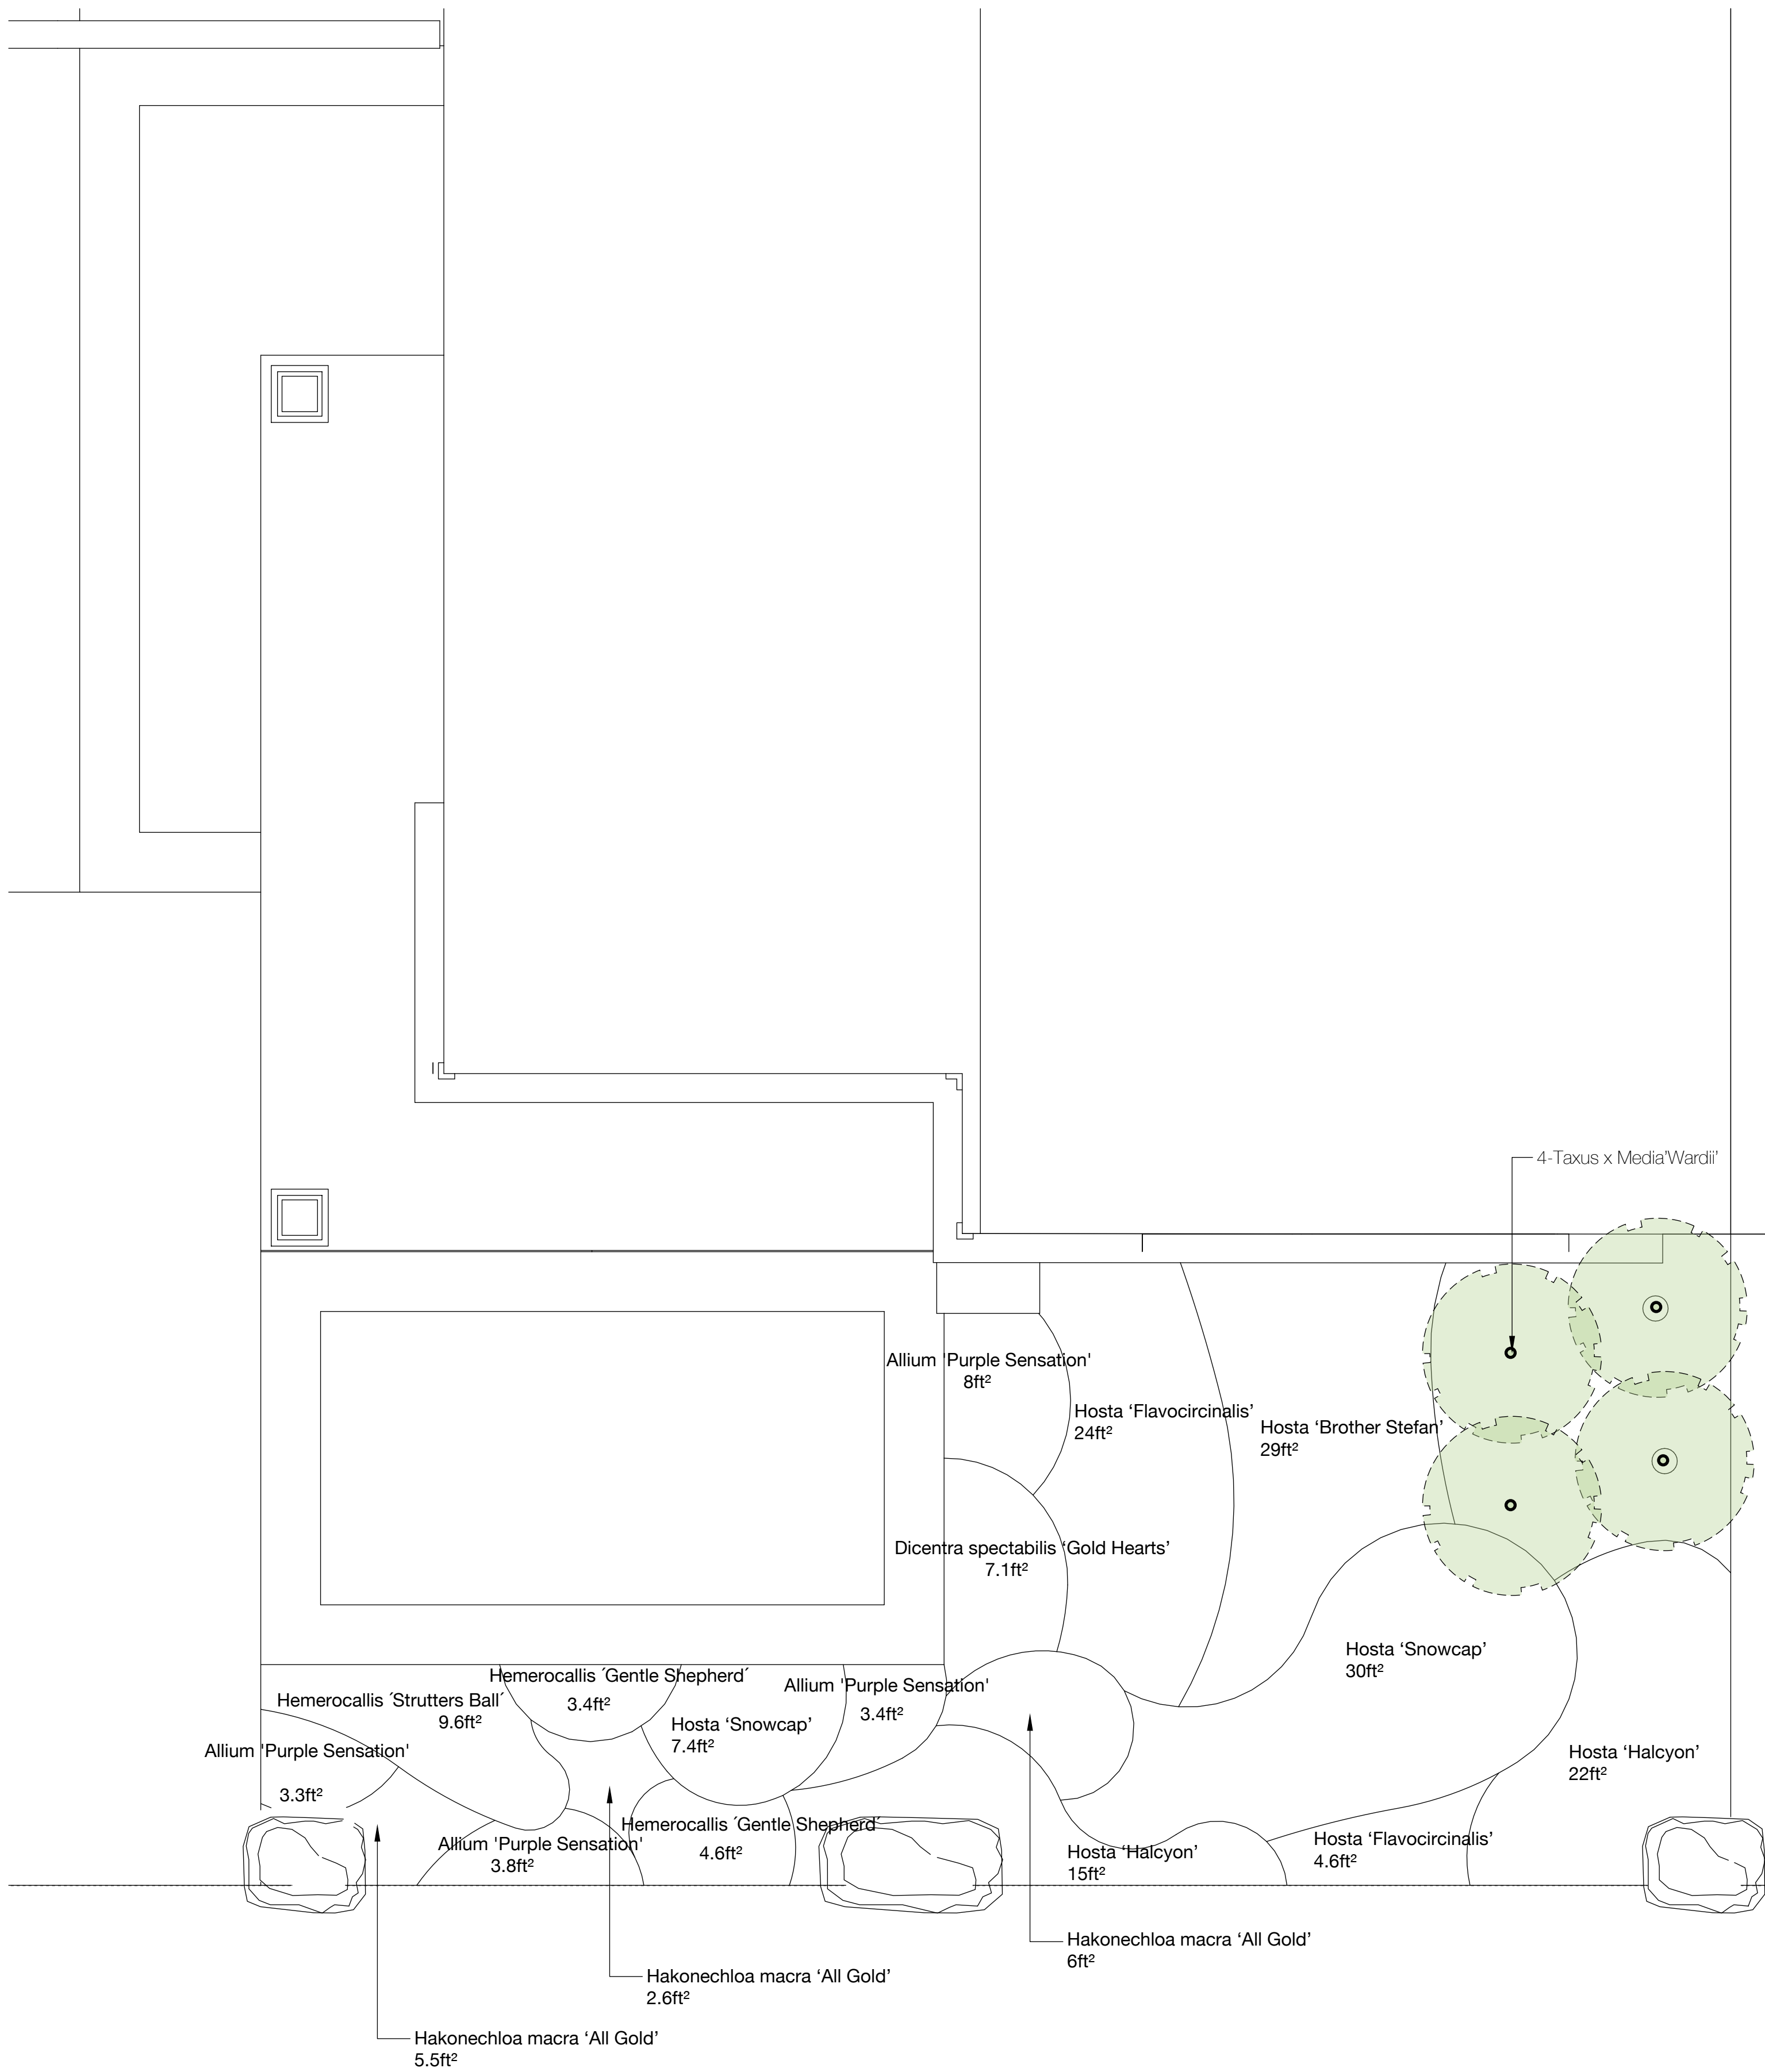 4-Taxus x Media'Wardii'
Allium 'Purple Sensation'
8ft²
Hosta ‘Flavocircinalis’
24ft²
Hosta ‘Brother Stefan’
29ft²
Dicentra spectabilis ‘Gold Hearts’
7.1ft²
Hosta ‘Snowcap’
30ft²
Hemerocallis ´Gentle Shepherd´
3.4ft²
Allium 'Purple Sensation'
3.4ft²
Hemerocallis ´Strutters Ball´
9.6ft²
Hosta ‘Snowcap’
7.4ft²
Allium 'Purple Sensation'
3.3ft²
Hosta ‘Halcyon’
22ft²
Hemerocallis ´Gentle Shepherd´
4.6ft²
Allium 'Purple Sensation'
3.8ft²
Hosta ‘Halcyon’
15ft²
Hosta ‘Flavocircinalis’
4.6ft²
Hakonechloa macra ‘All Gold’
6ft²
Hakonechloa macra ‘All Gold’
2.6ft²
Hakonechloa macra ‘All Gold’
5.5ft²